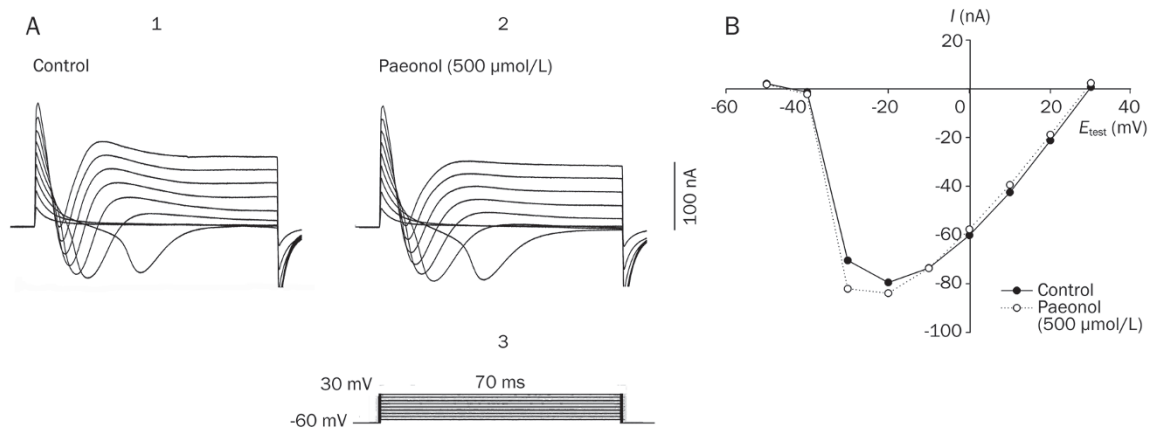 A
1
2
Control
Paeonol (500 µmol/L)
100 nA
3
30 mV
70 ms
-60 mV
B
I (nA)
20
-60
-40
-20
0
20
40
E test (mV)
-20
-40
-60
-80
-100
Control
Paeonol
(500 µmol/L)